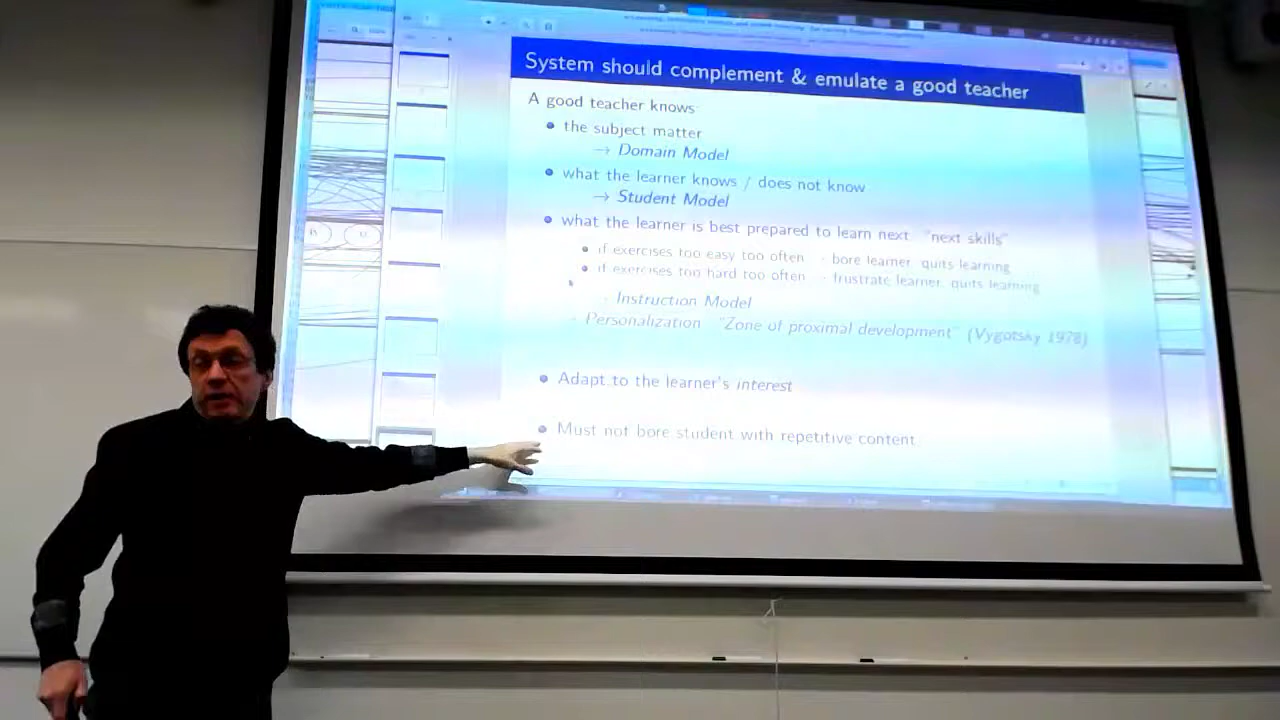 System should complement & emulate a good teacher
A good teacher knows
• the subject matter
→ Domain Model
• what the learner knows / does not know
→ Student Model
• what the learner is best prepared to learn next "next skills"
• if exercises too easy too often → bore learner, quits learning
• if exercises too hard too often → frustrate learner, quits learning
→ Instruction Model
→ Personalization "Zone of proximal development" (Vygotsky 1978)
• Adapt to the learner's interest
• Must not bore student with repetitive content